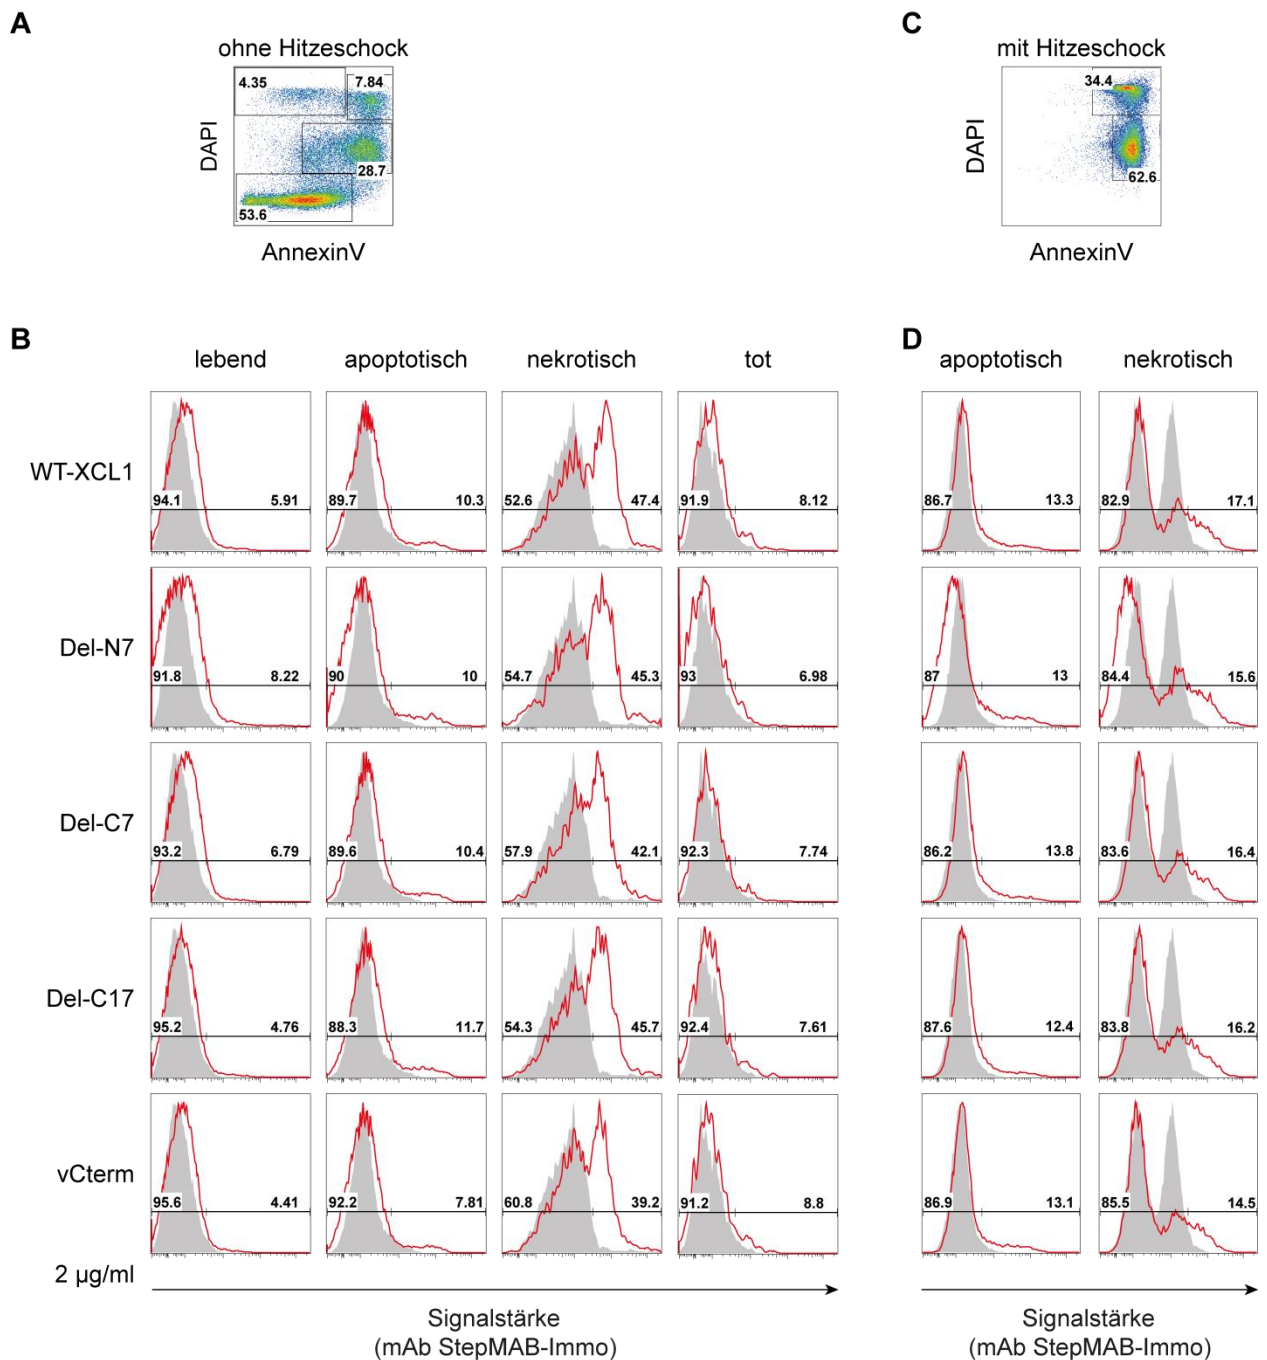 A
C
ohne Hitzeschock
mit Hitzeschock
4.35
7.84
34.4
DAPI
DAPI
28.7
62.6
53.6
AnnexinV
AnnexinV
B
D
lebend
apoptotisch
nekrotisch
tot
apoptotisch
nekrotisch
WT-XCL1
94.1 5.91
89.7 10.3
52.6 47.4
91.9 8.12
86.7 13.3
82.9 17.1
Del-N7
91.8 8.22
90 10
54.7 45.3
93 6.98
87 13
84.4 15.6
Del-C7
93.2 6.79
89.6 10.4
57.9 42.1
92.3 7.74
86.2 13.8
83.6 16.4
Del-C17
95.2 4.76
88.3 11.7
54.3 45.7
92.4 7.61
87.6 12.4
83.8 16.2
vCterm
95.6 4.41
92.2 7.81
60.8 39.2
91.2 8.8
86.9 13.1
85.5 14.5
2 µg/ml
Signalstärke
(mAb StepMAB-Immo)
Signalstärke
(mAb StepMAB-Immo)